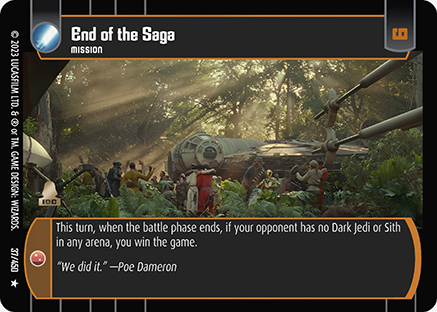 End of the Saga
MISSION
IDC
This turn, when the battle phase ends, if your opponent has no Dark Jedi or Sith
in any arena, you win the game.
"We did it." —Poe Dameron
© 2023 LUCASFILM LTD. & ® or TM. GAME DESIGN: WIZARDS.
37/450